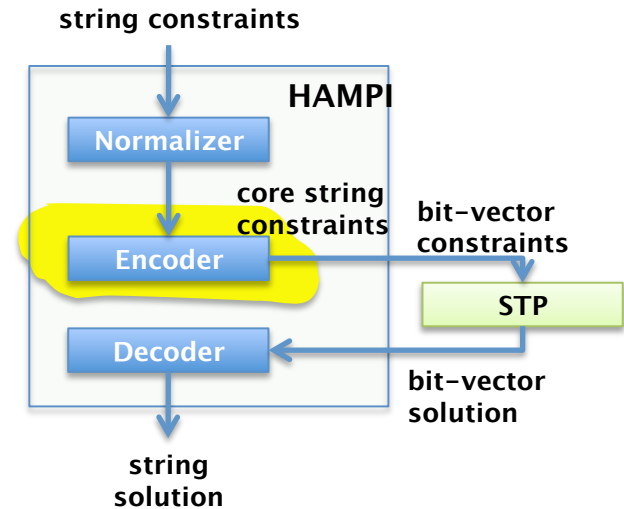 string constraints
HAMPI
Normalizer
core string
constraints
bit-vector
constraints
Encoder
STP
Decoder
bit-vector
solution
string
solution